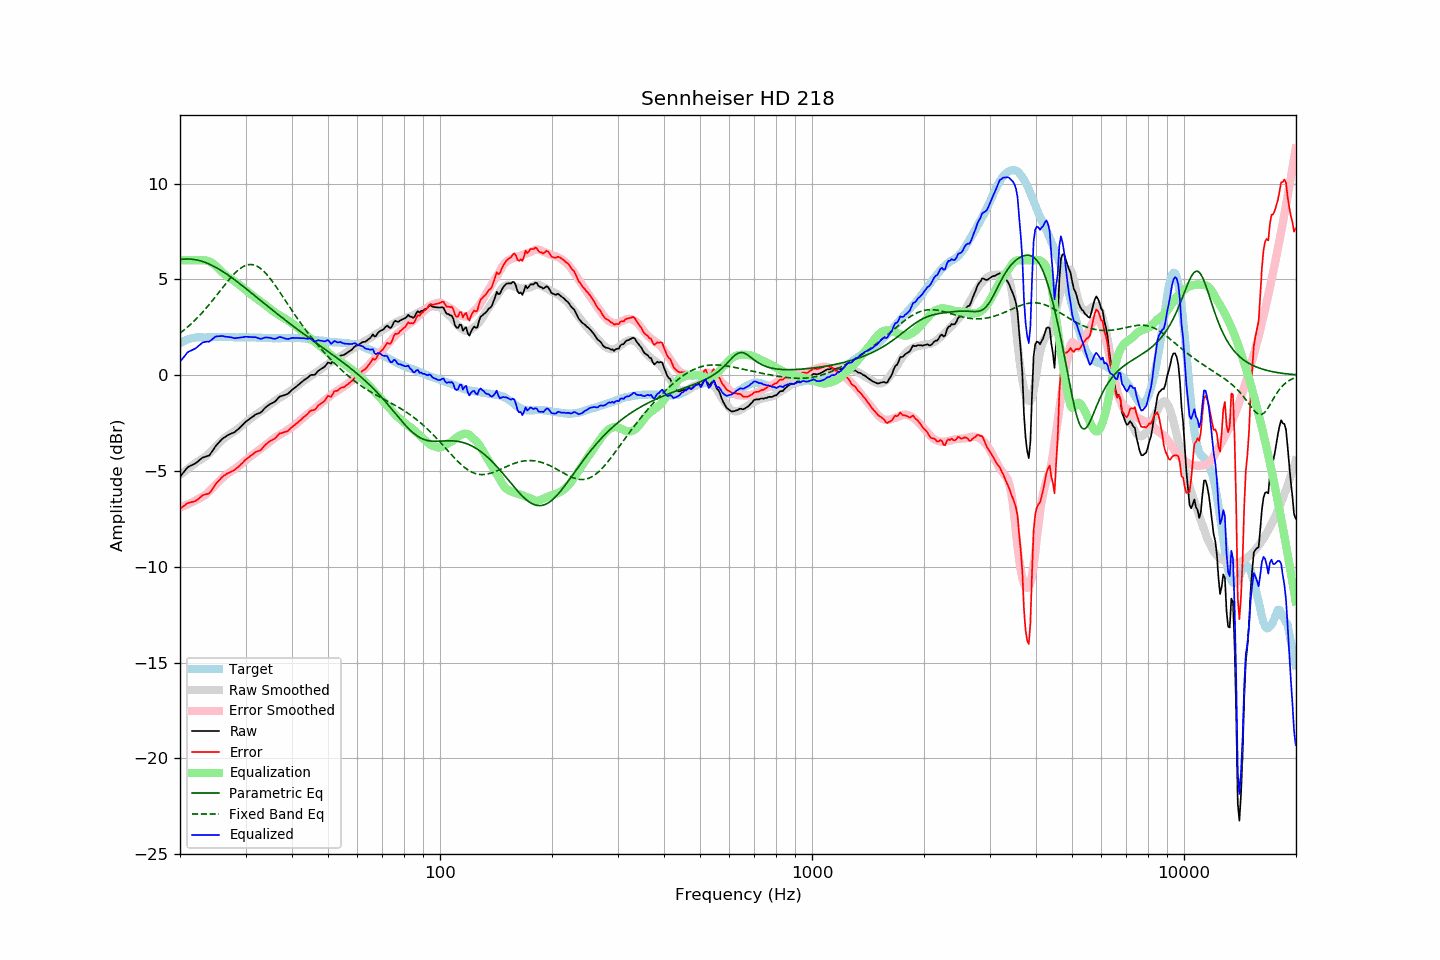 Sennheiser HD 218
10
5
0
−5
−10
−15
−20
−25
Amplitude (dBr)
Target
Raw Smoothed
Error Smoothed
Raw
Error
Equalization
Parametric Eq
Fixed Band Eq
Equalized
100
1000
10000
Frequency (Hz)